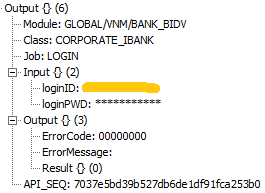 Output {} (6)
Module: GLOBAL/VNM/BANK_BIDV
Class: CORPORATE_IBANK
Job: LOGIN
Input {} (2)
loginID:
loginPWD: ***********
Output {} (3)
ErrorCode: 00000000
ErrorMessage:
Result {} (0)
API_SEQ: 7037e5bd39b527db6de1df91fca253b0